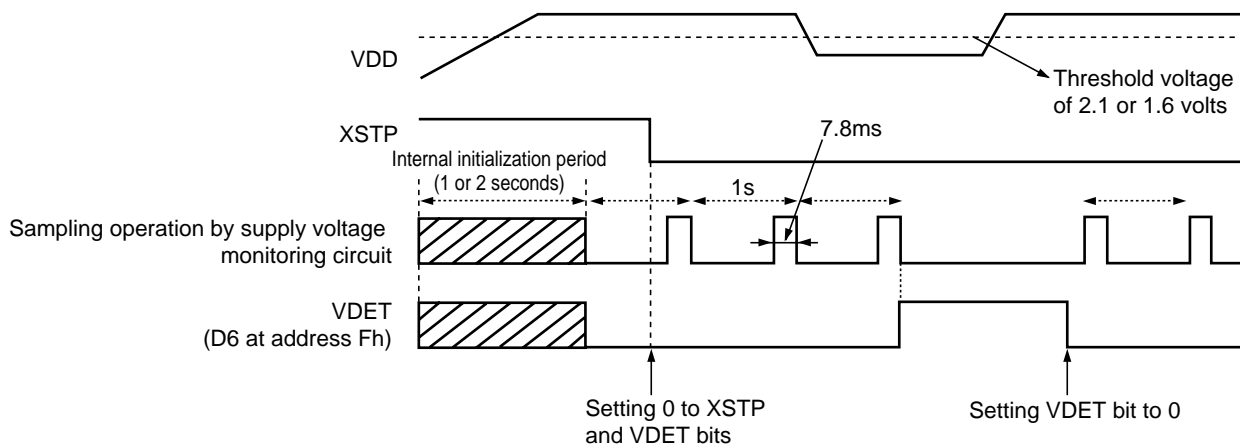 VDD
Threshold voltage
of 2.1 or 1.6 volts
XSTP
7.8ms
Internal initialization period
(1 or 2 seconds)
1s
Sampling operation by supply voltage
monitoring circuit
VDET
(D6 at address Fh)
Setting 0 to XSTP
and VDET bits
Setting VDET bit to 0